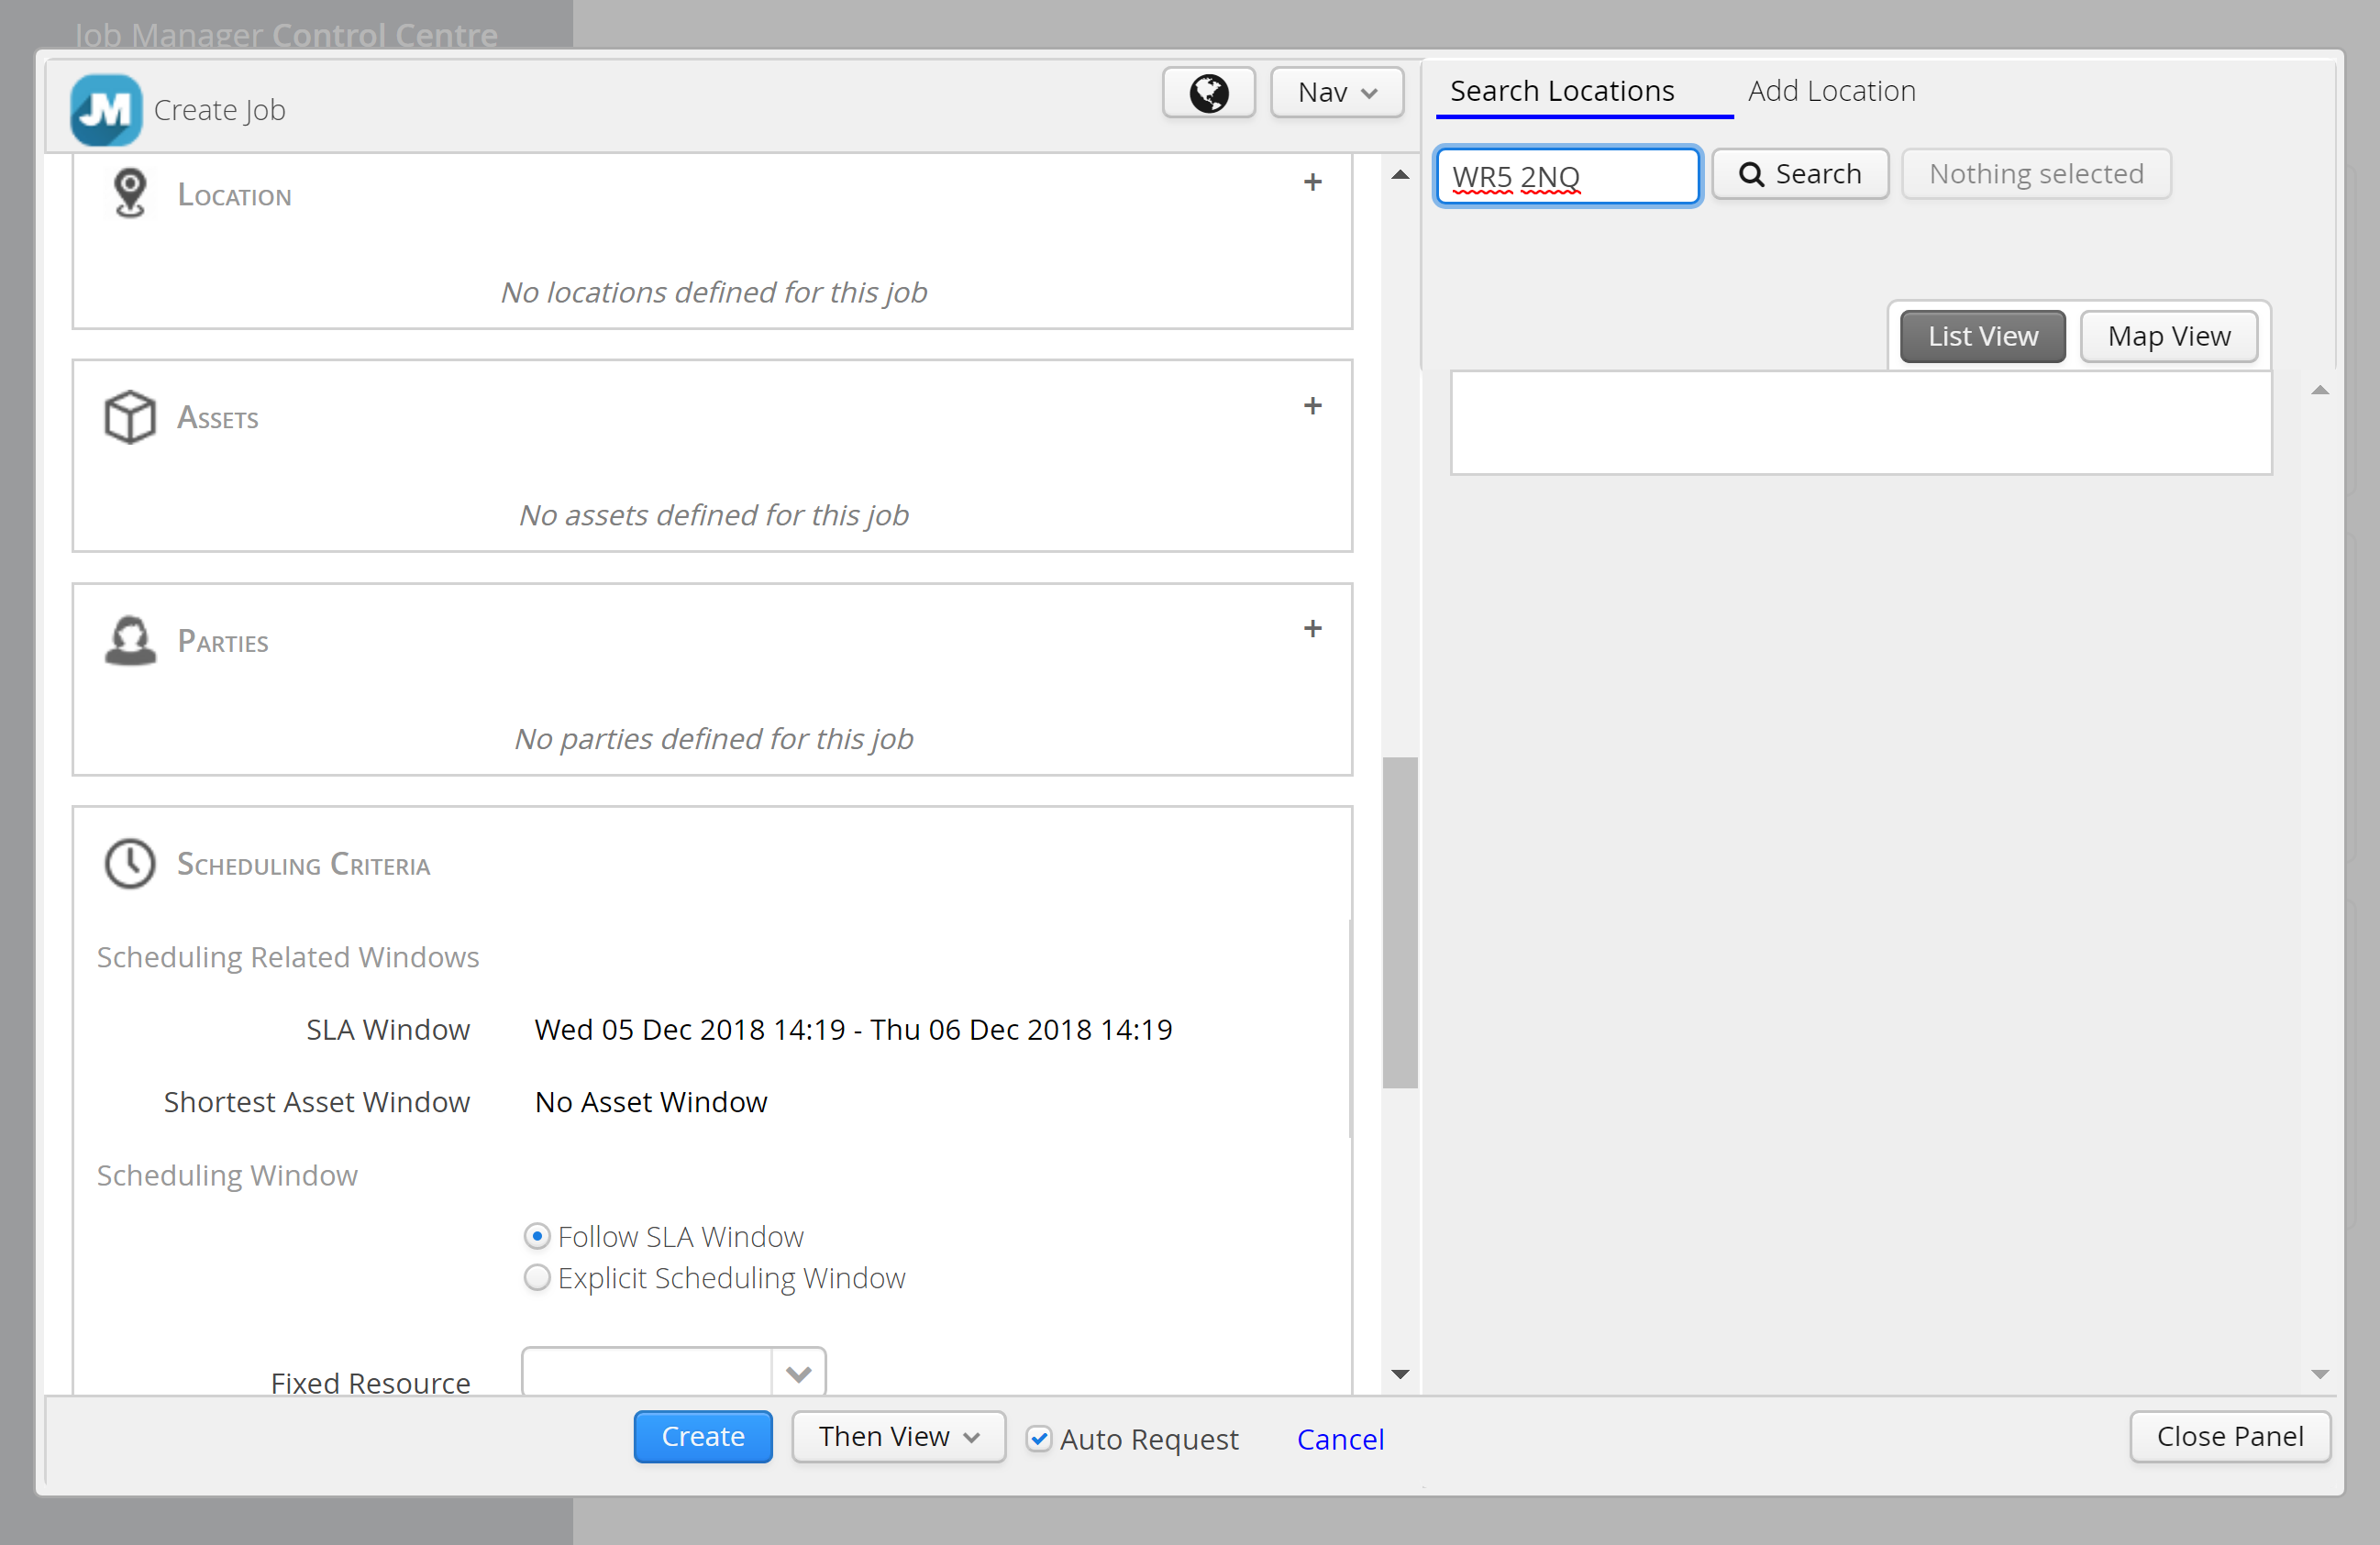 Job Manager Control Centre
JM Create Job
Nav
Search Locations Add Location
WR5 2NQ Search Nothing selected
List View Map View
Location +
No locations defined for this job
Assets +
No assets defined for this job
Parties +
No parties defined for this job
Scheduling Criteria
Scheduling Related Windows
SLA Window Wed 05 Dec 2018 14:19 - Thu 06 Dec 2018 14:19
Shortest Asset Window No Asset Window
Scheduling Window
Follow SLA Window
Explicit Scheduling Window
Fixed Resource
Create Then View Auto Request Cancel Close Panel